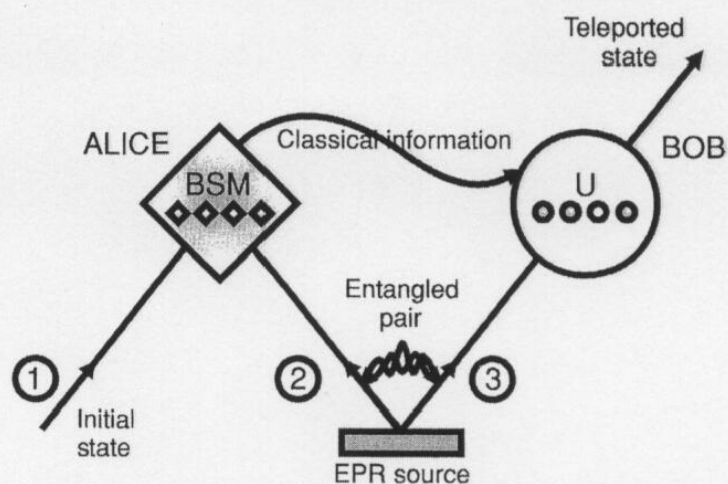 Teleported
state
ALICE
Classical information
BOB
BSM
U
Entangled
pair
1
2
3
Initial
state
EPR source